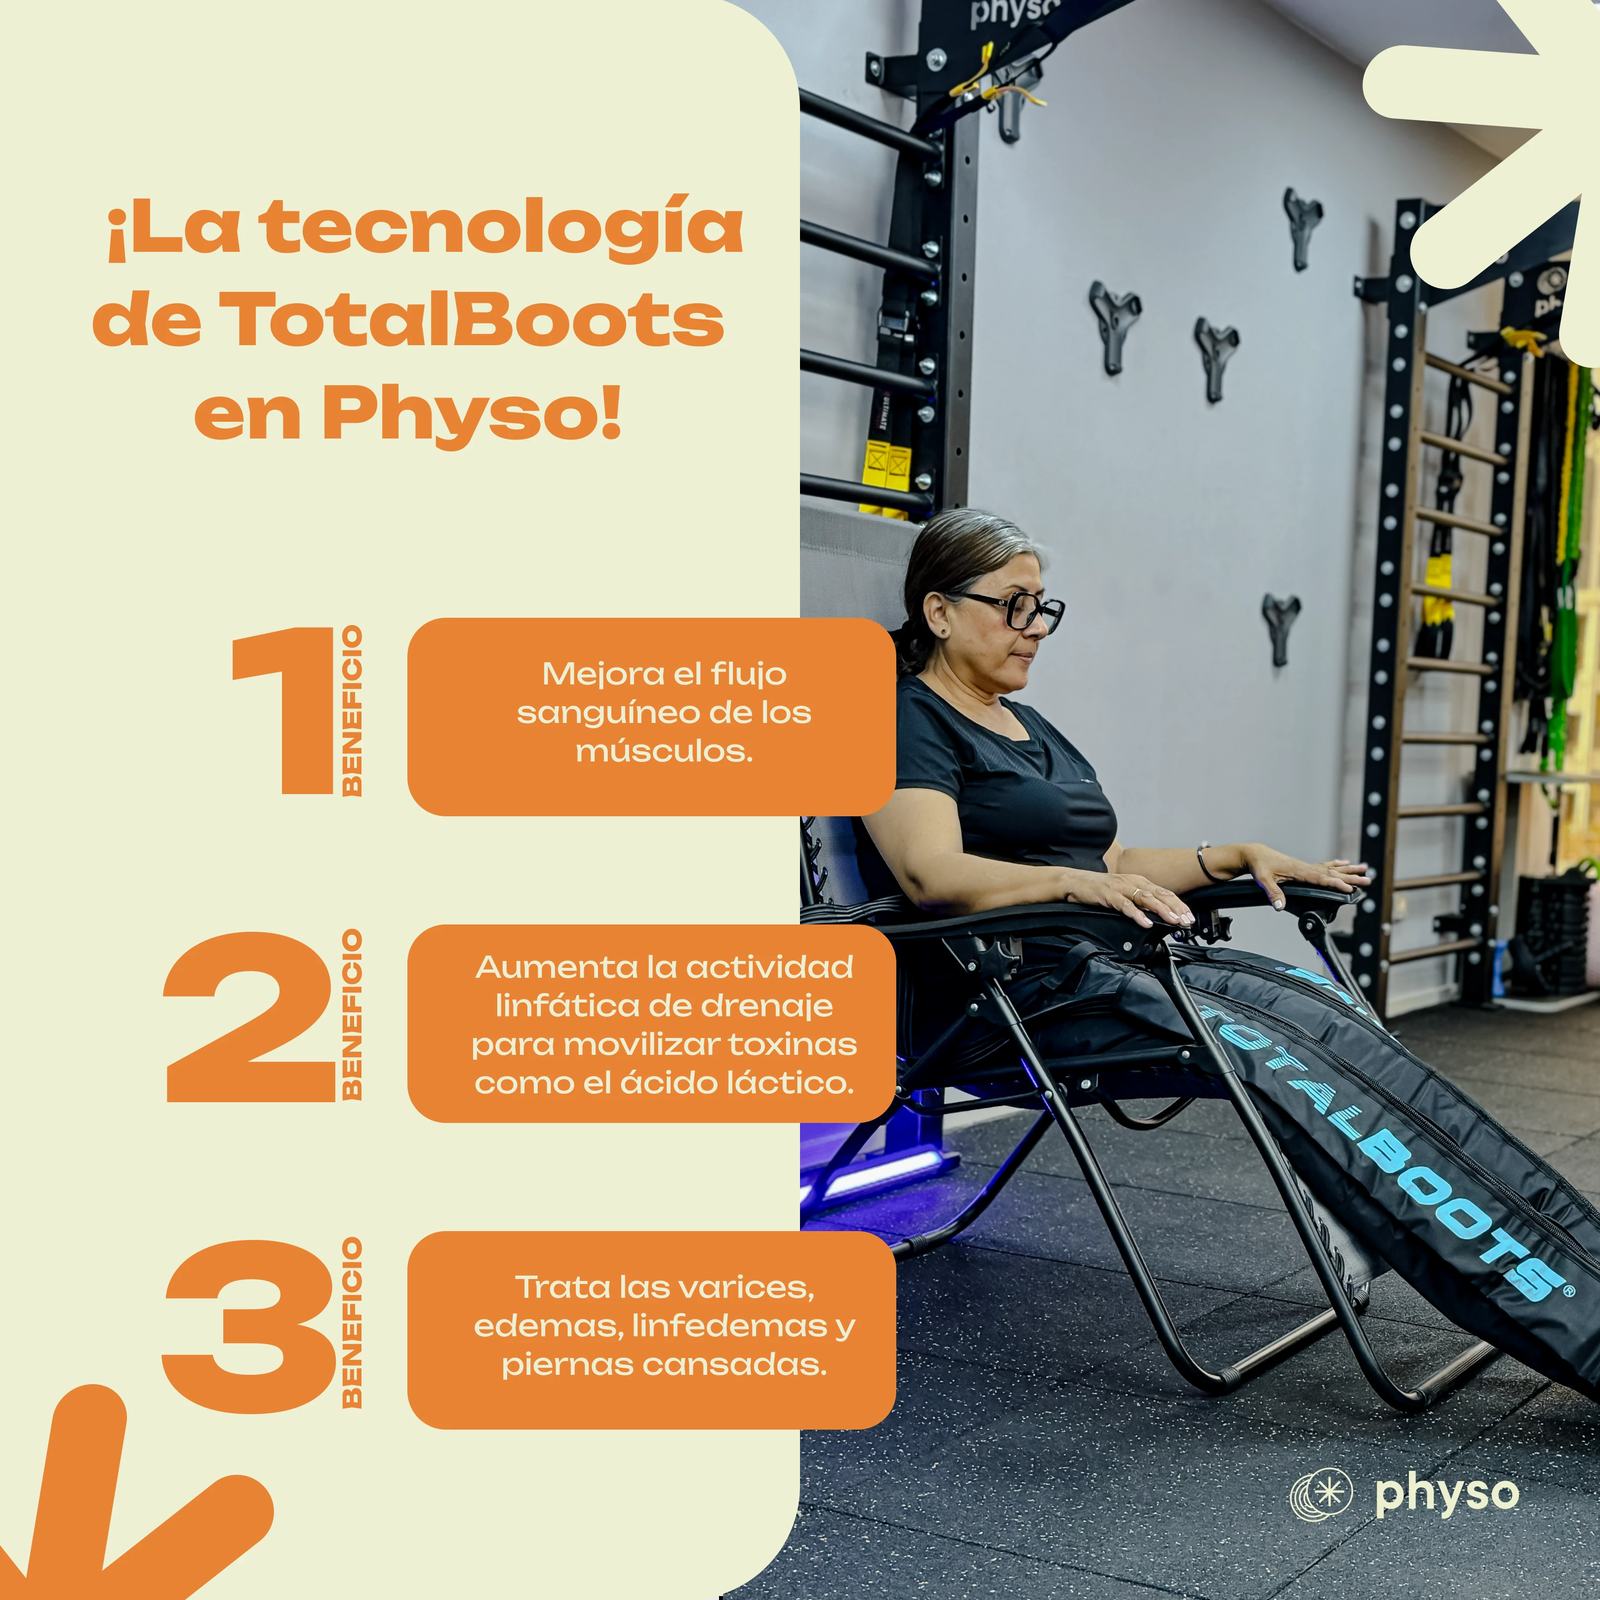 physo
¡La tecnología
de TotalBoots
en Physo!
1
BENEFICIO
Mejora el flujo
sanguíneo de los
músculos.
2
BENEFICIO
Aumenta la actividad
linfática de drenaje
para movilizar toxinas
como el ácido láctico.
3
BENEFICIO
Trata las varices,
edemas, linfedemas y
piernas cansadas.
ULTIMATE
TOTALBOOTS®
physo